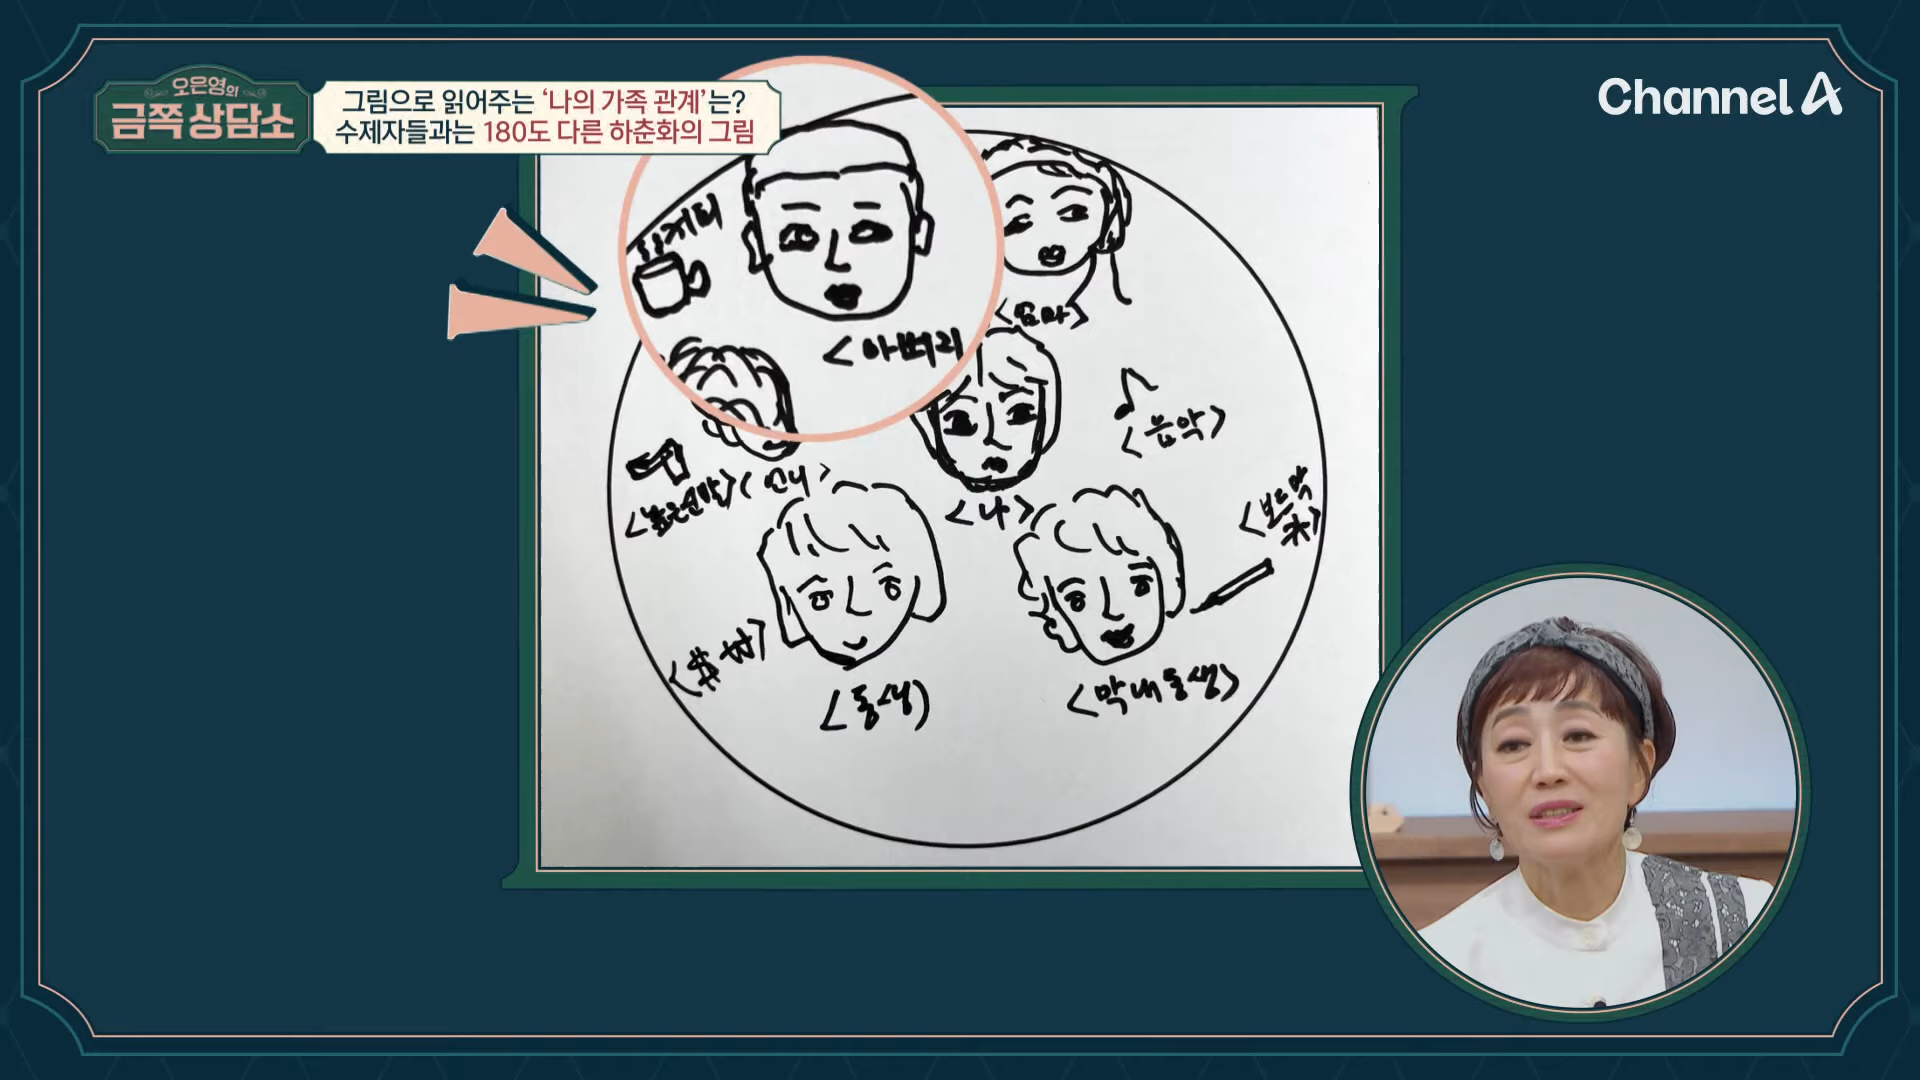 오은영의
금쪽 상담소
그림으로 읽어주는 ‘나의 가족 관계’는?
수제자들과는 180도 다른 하춘화의 그림
Channel A
<엄마>
<아버지
<음악>
<언니>
<나>
<동생>
<막내동생>